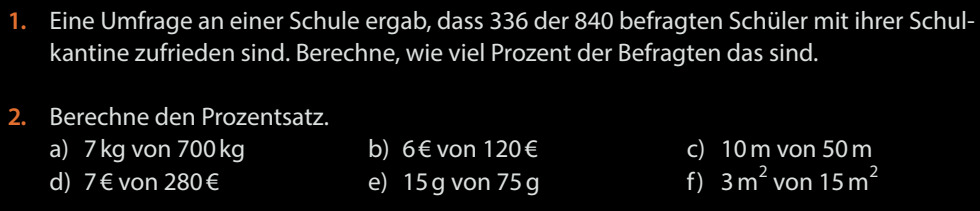 1. Eine Umfrage an einer Schule ergab, dass 336 der 840 befragten Schüler mit ihrer Schul-
kantine zufrieden sind. Berechne, wie viel Prozent der Befragten das sind.
2. Berechne den Prozentsatz.
a) 7 kg von 700 kg b) 6 € von 120 € c) 10 m von 50 m
d) 7 € von 280 € e) 15 g von 75 g f) 3 m² von 15 m²